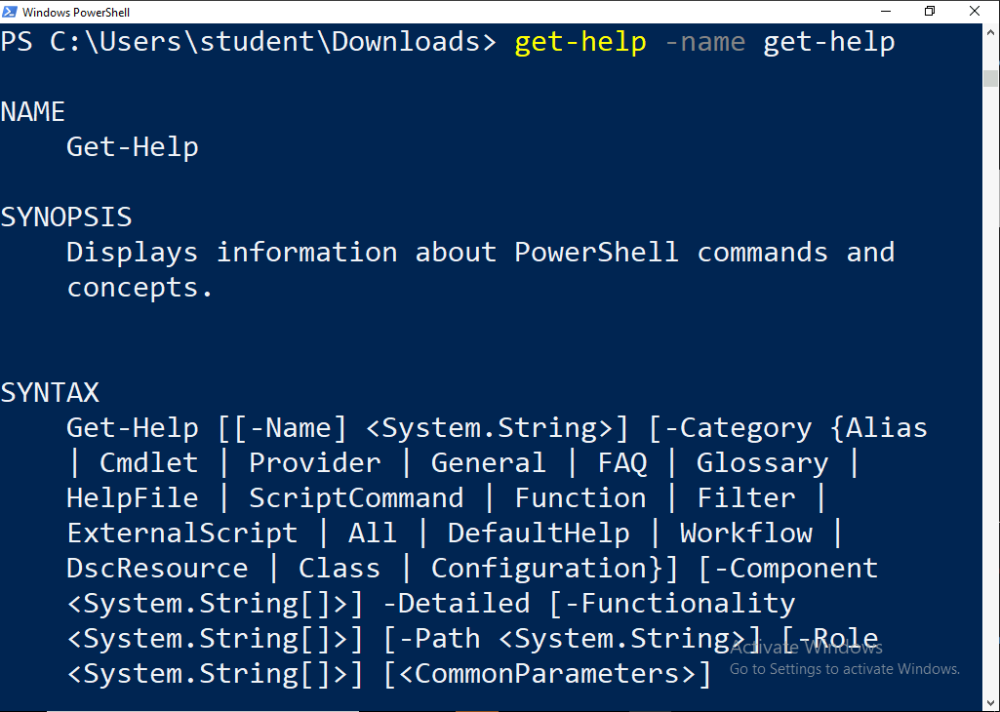 Windows PowerShell
PS C:\Users\student\Downloads> get-help -name get-help
NAME
Get-Help
SYNOPSIS
Displays information about PowerShell commands and
concepts.
SYNTAX
Get-Help [[-Name] <System.String>] [-Category {Alias
| Cmdlet | Provider | General | FAQ | Glossary |
HelpFile | ScriptCommand | Function | Filter |
ExternalScript | All | DefaultHelp | Workflow |
DscResource | Class | Configuration}] [-Component
<System.String[]>] -Detailed [-Functionality
<System.String[]>] [-Path <System.String>] [-Role
<System.String[]>] [<CommonParameters>]
Activate Windows
Go to Settings to activate Windows.